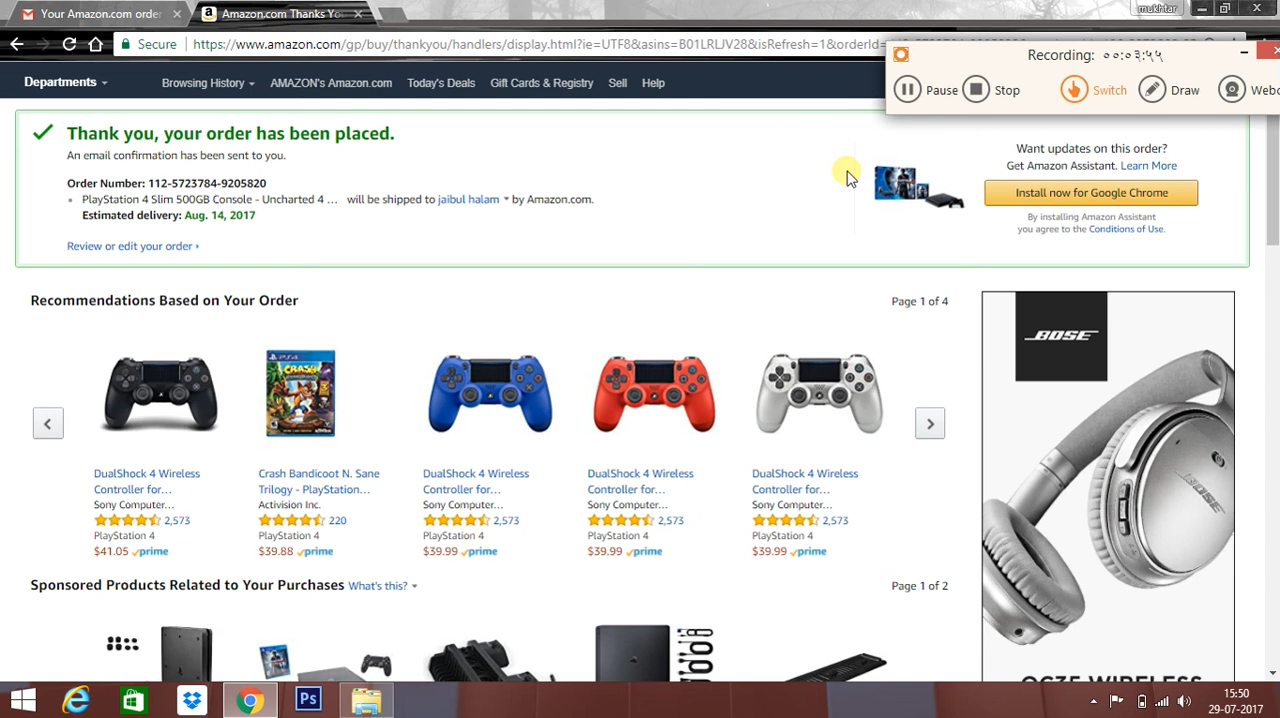 Your Amazon.com order
Amazon.com Thanks Yo
mukhtar
Secure https://www.amazon.com/gp/buy/thankyou/handlers/display.html?ie=UTF8&asins=B01LRLJV28&isRefresh=1&orderId=
Recording: ٠٠:٠٣:٤٤
Pause Stop Switch Draw Webc
Departments Browsing History AMAZON's Amazon.com Today's Deals Gift Cards & Registry Sell Help
Thank you, your order has been placed.
An email confirmation has been sent to you.
Order Number: 112-5723784-9205820
PlayStation 4 Slim 500GB Console - Uncharted 4 ... will be shipped to jaibul halam by Amazon.com.
Estimated delivery: Aug. 14, 2017
Review or edit your order ›
Want updates on this order?
Get Amazon Assistant. Learn More
Install now for Google Chrome
By installing Amazon Assistant
you agree to the Conditions of Use.
Recommendations Based on Your Order
Page 1 of 4
DualShock 4 Wireless
Controller for...
Sony Computer...
2,573
PlayStation 4
$41.05 prime
Crash Bandicoot N. Sane
Trilogy - PlayStation...
Activision Inc.
220
PlayStation 4
$39.88 prime
DualShock 4 Wireless
Controller for...
Sony Computer...
2,573
PlayStation 4
$39.99 prime
DualShock 4 Wireless
Controller for...
Sony Computer...
2,573
PlayStation 4
$39.99 prime
DualShock 4 Wireless
Controller for...
Sony Computer...
2,573
PlayStation 4
$39.99 prime
BOSE
BOSE
Sponsored Products Related to Your Purchases What's this?
Page 1 of 2
Ps
15:50
29-07-2017